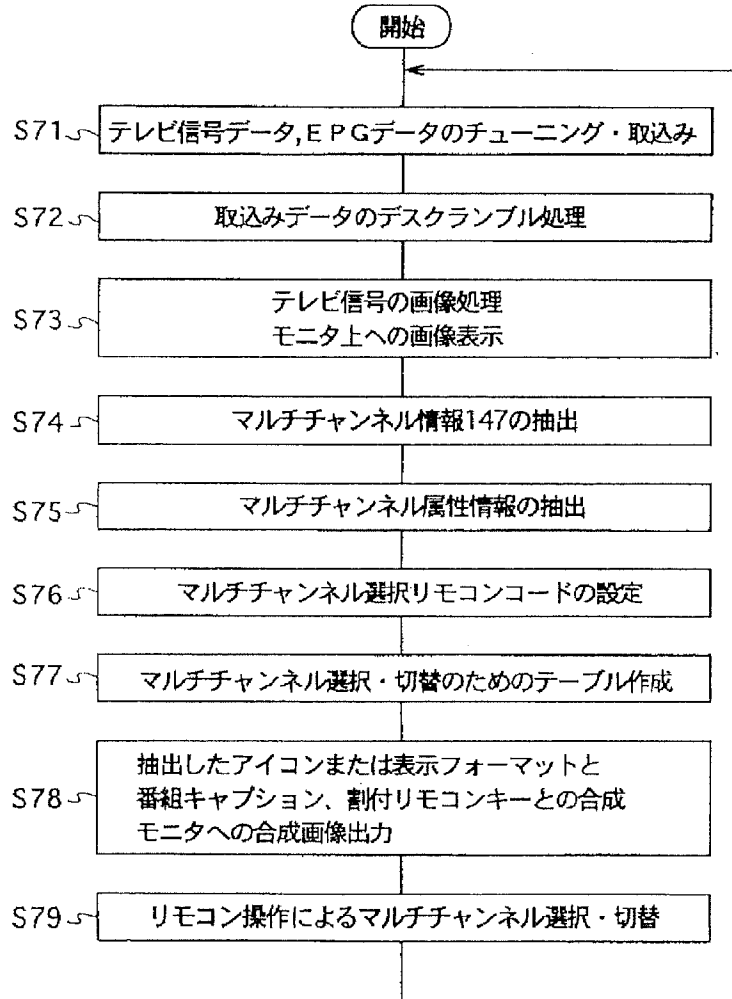 開始
S71 テレビ信号データ,EPGデータのチューニング・取込み
S72 取込みデータのデスクランブル処理
S73 テレビ信号の画像処理
モニタ上への画像表示
S74 マルチチャンネル情報147の抽出
S75 マルチチャンネル属性情報の抽出
S76 マルチチャンネル選択リモコンコードの設定
S77 マルチチャンネル選択・切替のためのテーブル作成
S78 抽出したアイコンまたは表示フォーマットと
番組キャプション、割付リモコンキーとの合成
モニタへの合成画像出力
S79 リモコン操作によるマルチチャンネル選択・切替